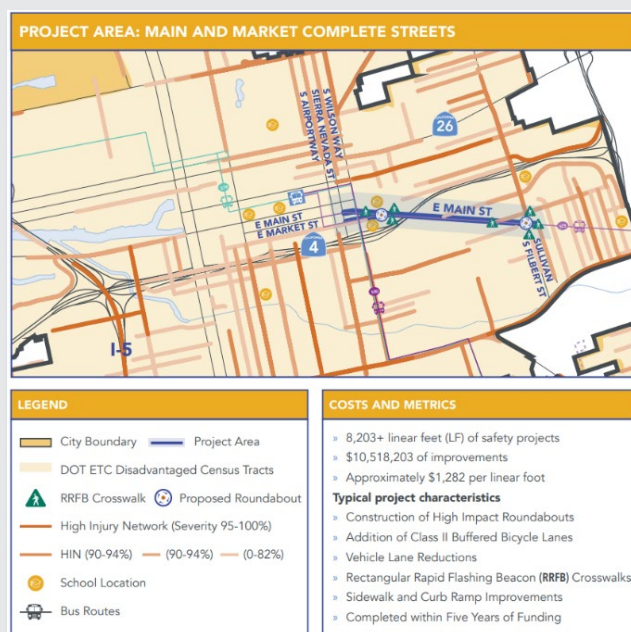 PROJECT AREA: MAIN AND MARKET COMPLETE STREETS
S WILSON WAY
SIERRA NEVADA ST
S AIRPORTWAY
26
E MAIN ST
E MAIN ST
E MARKET ST
4
SULLIVAN
S FILBERT ST
I-5
LEGEND
City Boundary
Project Area
DOT ETC Disadvantaged Census Tracts
RRFB Crosswalk
Proposed Roundabout
High Injury Network (Severity 95-100%)
HIN (90-94%)
(90-94%)
(0-82%)
School Location
Bus Routes
COSTS AND METRICS
» 8,203+ linear feet (LF) of safety projects
» $10,518,203 of improvements
» Approximately $1,282 per linear foot
Typical project characteristics
» Construction of High Impact Roundabouts
» Addition of Class II Buffered Bicycle Lanes
» Vehicle Lane Reductions
» Rectangular Rapid Flashing Beacon (RRFB) Crosswalks
» Sidewalk and Curb Ramp Improvements
» Completed within Five Years of Funding